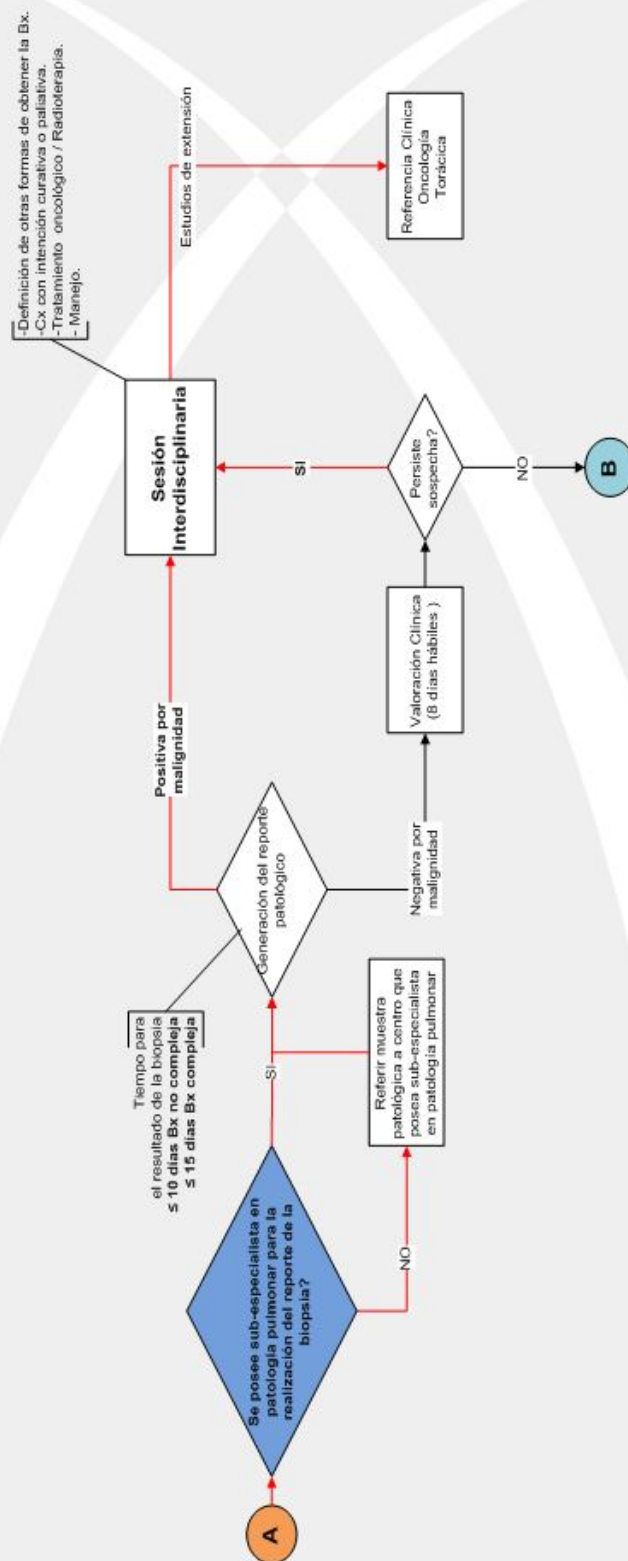 A
Se posee sub-especialista en
patología pulmonar para la
realización del reporte de la
biopsia?
NO
Referir muestra
patológica a centro que
posea sub-especialista
en patología pulmonar
SI
Tiempo para
el resultado de la biopsia
≤ 10 días Bx no compleja
≤ 15 días Bx compleja
Generación del reporte
patológico
Positiva por
malignidad
Negativa por
malignidad
Valoración Clínica
(8 días hábiles )
Persiste
sospecha?
SI
NO
B
Sesión
Interdisciplinaria
-Definición de otras formas de obtener la Bx.
-Cx con intención curativa o paliativa.
-Tratamiento oncológico / Radioterapia.
- Manejo.
Estudios de extensión
Referencia Clínica
Oncología
Torácica